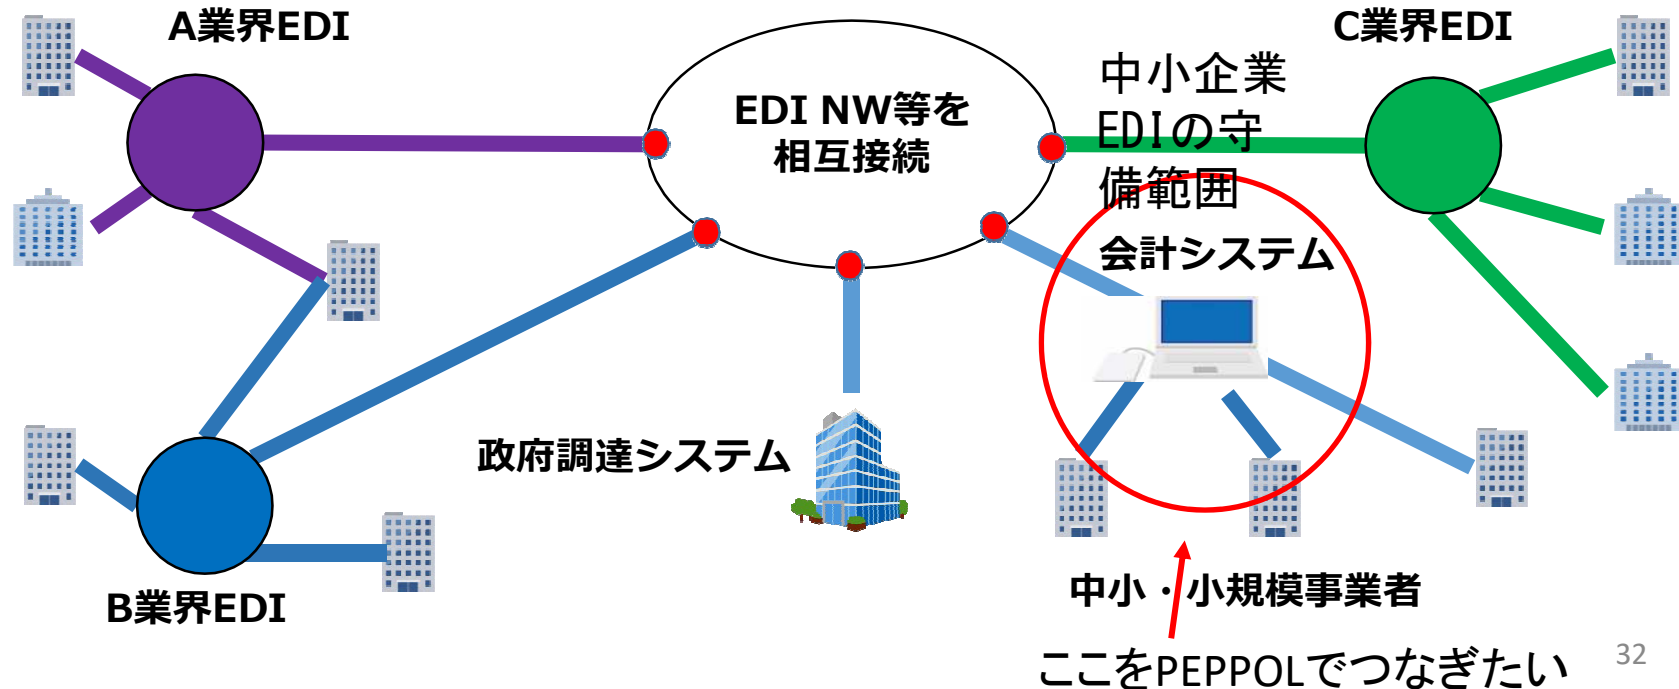 A業界EDI
C業界EDI
EDI NW等を
相互接続
中小企業
EDIの守
備範囲
会計システム
政府調達システム
B業界EDI
中小・小規模事業者
ここをPEPPOLでつなぎたい
32